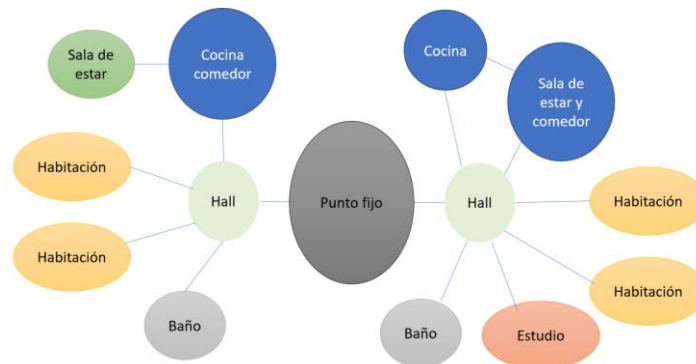 Sala de
estar
Cocina
comedor
Habitación
Habitación
Hall
Baño
Punto fijo
Cocina
Sala de
estar y
comedor
Hall
Habitación
Habitación
Baño
Estudio